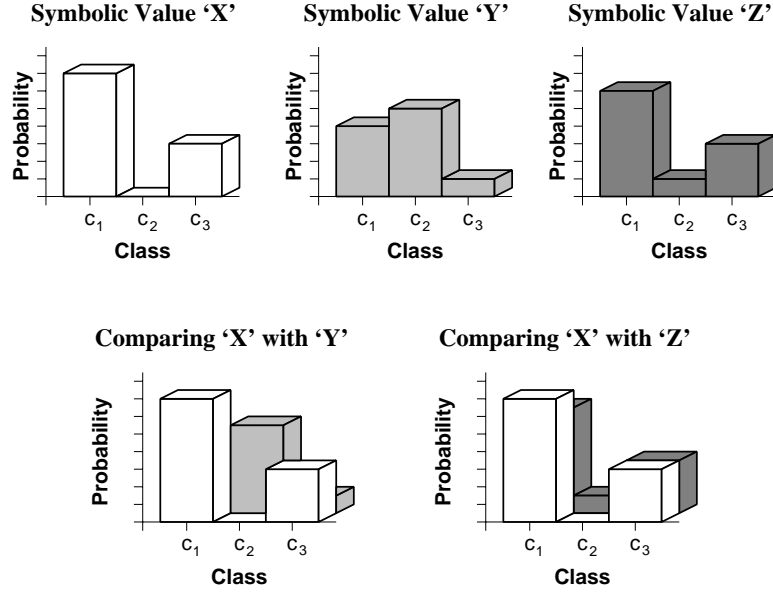 Symbolic Value ‘X’
Symbolic Value ‘Y’
Symbolic Value ‘Z’
Probability
c1 c2 c3
Class
Probability
c1 c2 c3
Class
Probability
c1 c2 c3
Class
Comparing ‘X’ with ‘Y’
Comparing ‘X’ with ‘Z’
Probability
c1 c2 c3
Class
Probability
c1 c2 c3
Class